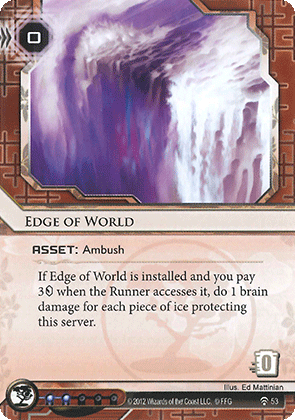 0
EDGE OF WORLD
ASSET: Ambush
If Edge of World is installed and you pay
3 when the Runner accesses it, do 1 brain
damage for each piece of ice protecting
this server.
0
Illus. Ed Mattinian
© 2012 Wizards of the Coast LLC. © FFG 53